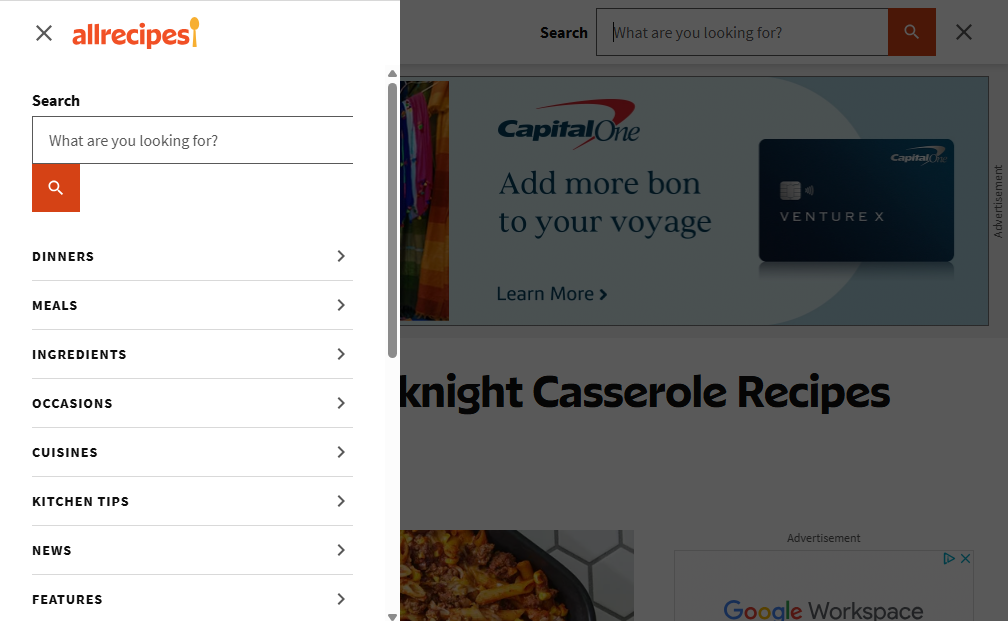 allrecipes
Search
What are you looking for?
DINNERS
MEALS
INGREDIENTS
OCCASIONS
CUISINES
KITCHEN TIPS
NEWS
FEATURES
Search
What are you looking for?
Capital One
Add more bon
to your voyage
Learn More
Capital One
VENTURE X
Advertisement
knight Casserole Recipes
Advertisement
Google Workspace